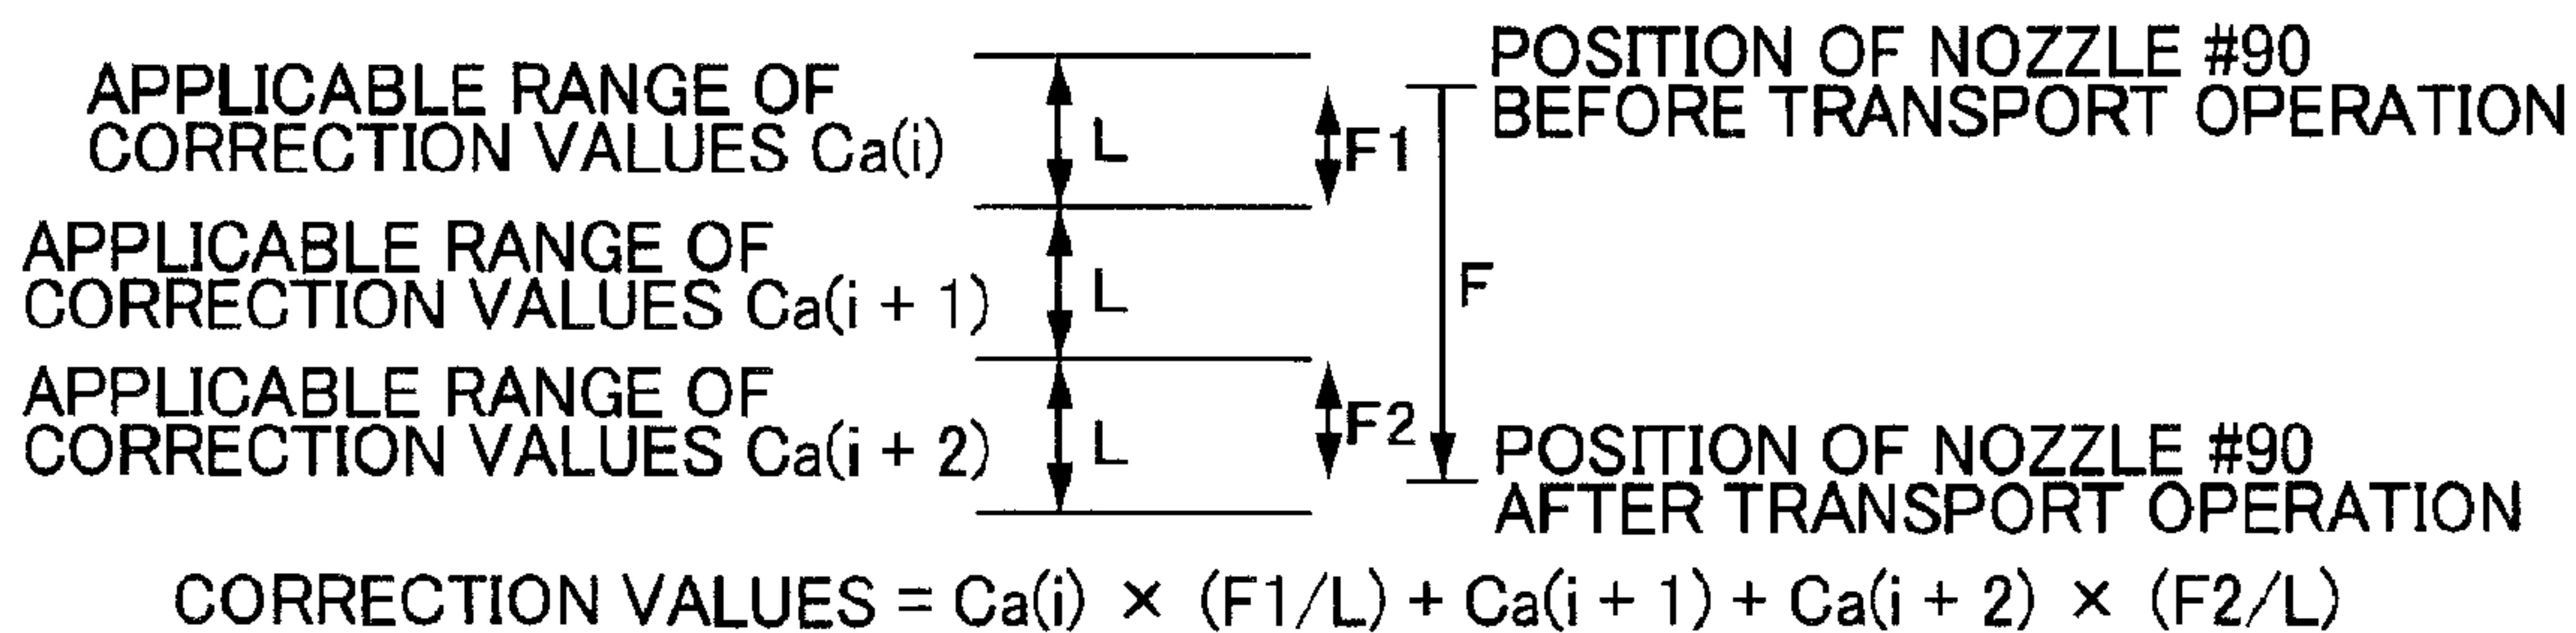 APPLICABLE RANGE OF
CORRECTION VALUES Ca(i)
L
F1
POSITION OF NOZZLE #90
BEFORE TRANSPORT OPERATION
APPLICABLE RANGE OF
CORRECTION VALUES Ca(i + 1)
L
F
APPLICABLE RANGE OF
CORRECTION VALUES Ca(i + 2)
L
F2
POSITION OF NOZZLE #90
AFTER TRANSPORT OPERATION
CORRECTION VALUES = Ca(i) × (F1/L) + Ca(i + 1) + Ca(i + 2) × (F2/L)